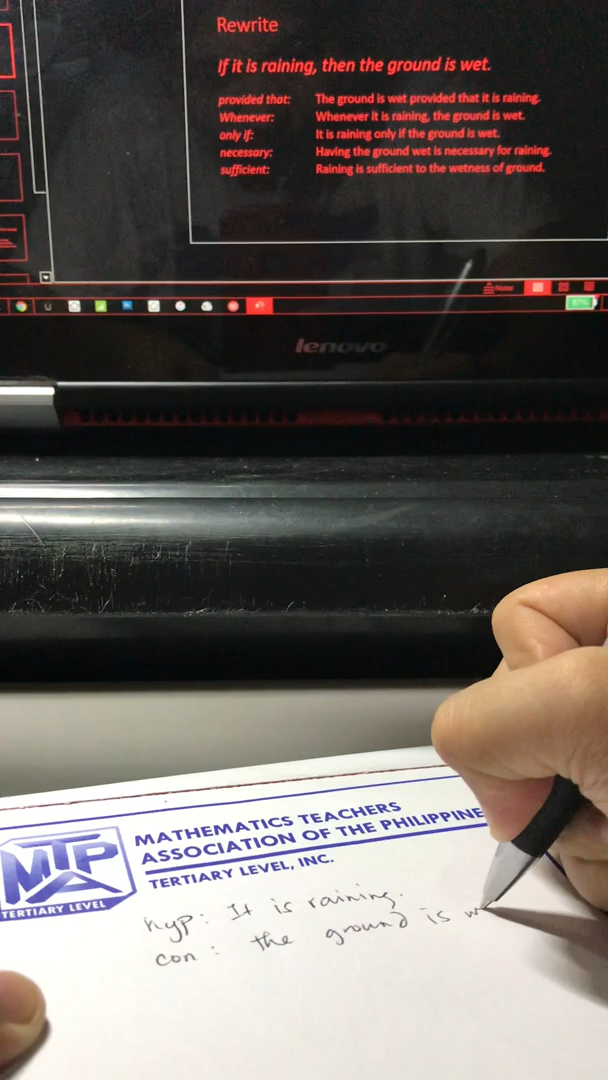 Rewrite
If it is raining, then the ground is wet.
provided that: The ground is wet provided that it is raining.
Whenever: Whenever it is raining, the ground is wet.
only if: It is raining only if the ground is wet.
necessary: Having the ground wet is necessary for raining.
sufficient: Raining is sufficient to the wetness of ground.
Notes
87%
lenovo
MATHEMATICS TEACHERS
ASSOCIATION OF THE PHILIPPINE
TERTIARY LEVEL, INC.
MTAP
TERTIARY LEVEL
hyp: It is raining.
con: the ground is w